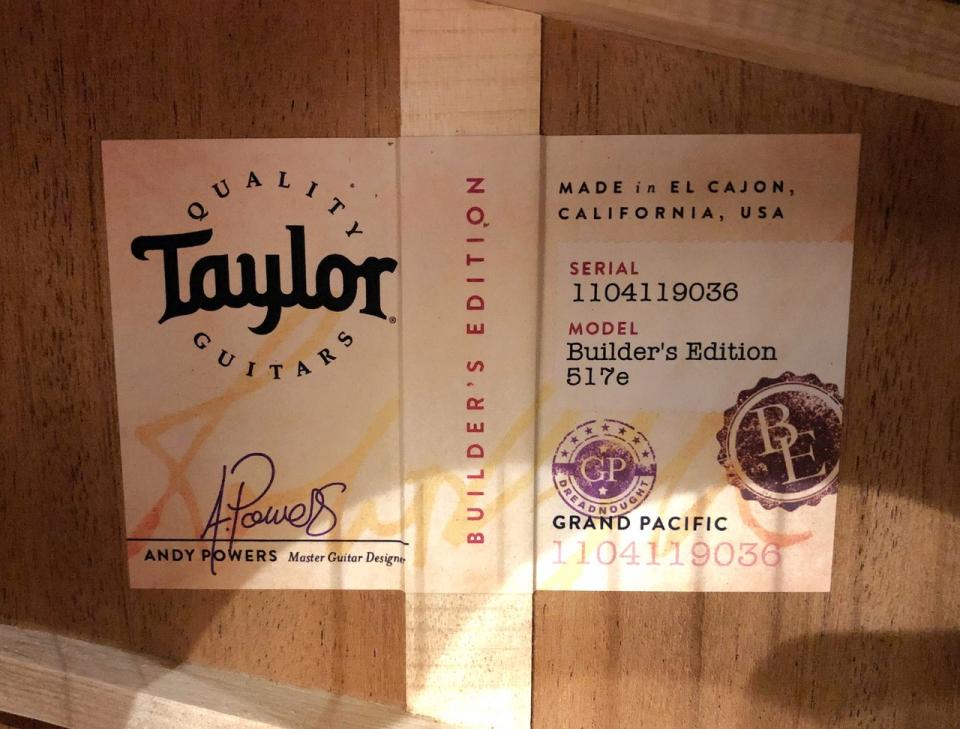 QUALITY
Taylor®
GUITARS
A. Powers
ANDY POWERS Master Guitar Designe
BUILDER'S EDITION
MADE in EL CAJON,
CALIFORNIA, USA
SERIAL
1104119036
MODEL
Builder's Edition
517e
GP
DREADNOUGHT
BE
GRAND PACIFIC
1104119036